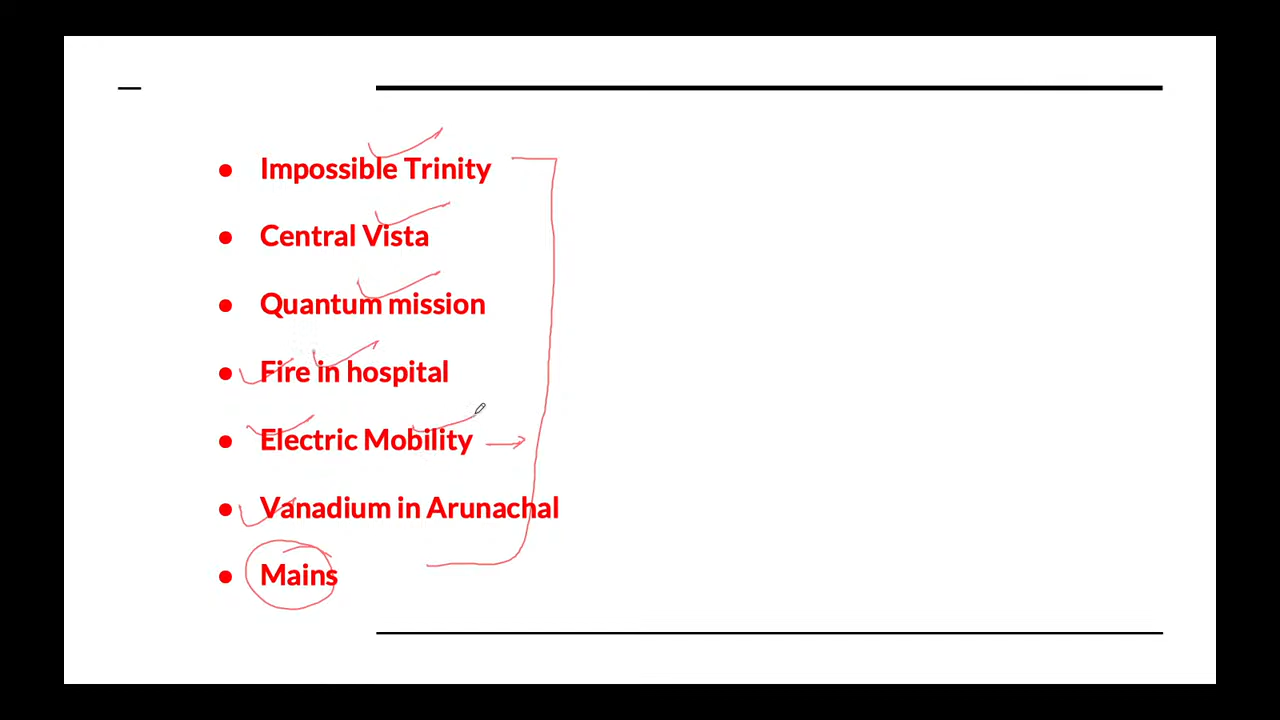 Impossible Trinity
Central Vista
Quantum mission
Fire in hospital
Electric Mobility
Vanadium in Arunachal
Mains